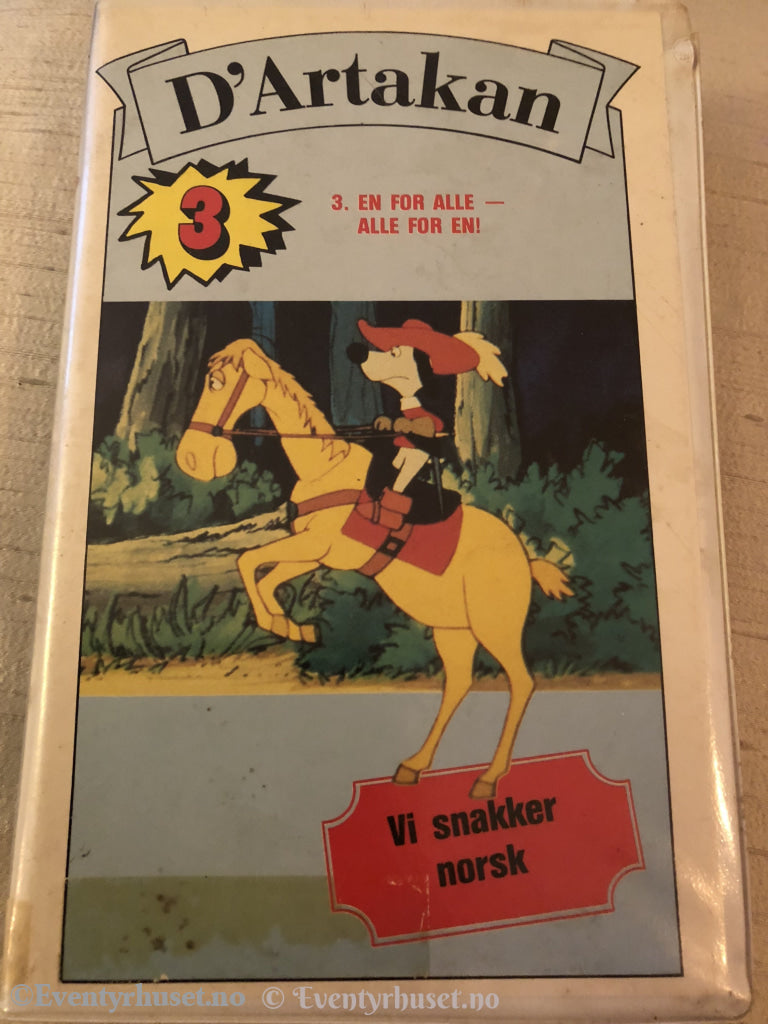 D'Artakan
3
3. EN FOR ALLE —
ALLE FOR EN!
Vi snakker
norsk
©Eventyrhuset.no © Eventyrhuset.no